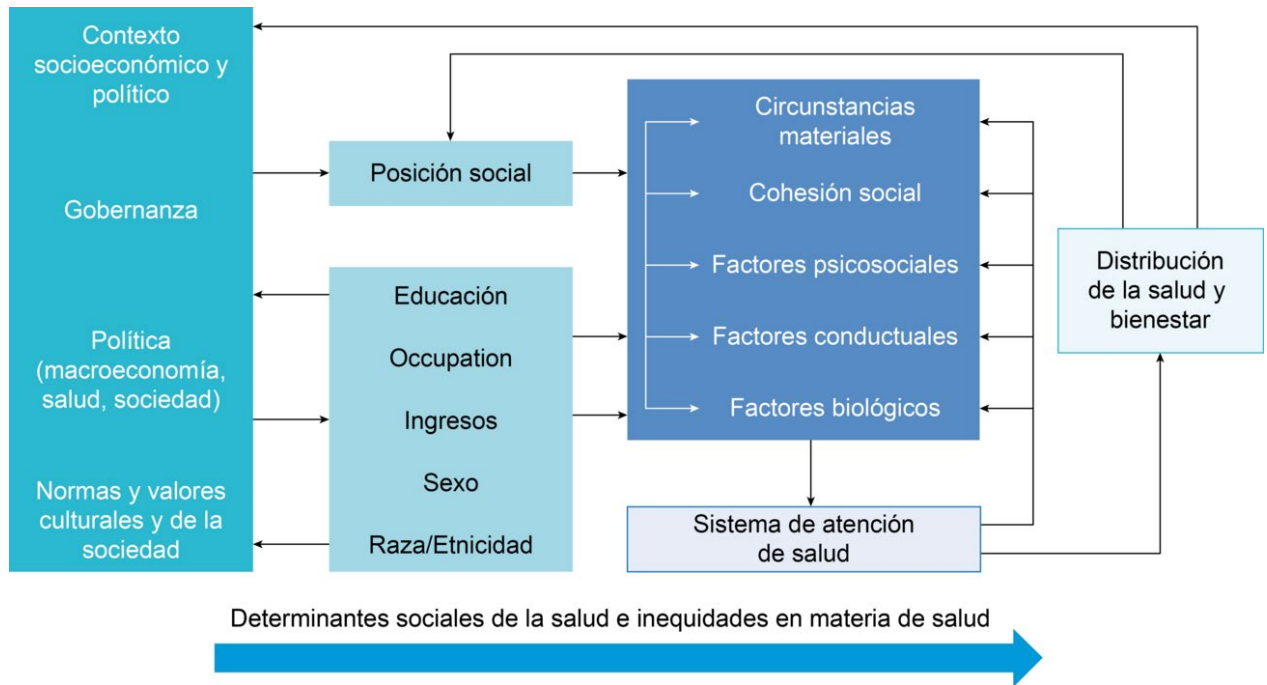 Contexto
socioeconómico y
político
Gobernanza
Política
(macroeconomía,
salud, sociedad)
Normas y valores
culturales y de la
sociedad
Posición social
Educación
Occupation
Ingresos
Sexo
Raza/Etnicidad
Circunstancias
materiales
Cohesión social
Factores psicosociales
Factores conductuales
Factores biológicos
Sistema de atención
de salud
Distribución
de la salud y
bienestar
Determinantes sociales de la salud e inequidades en materia de salud